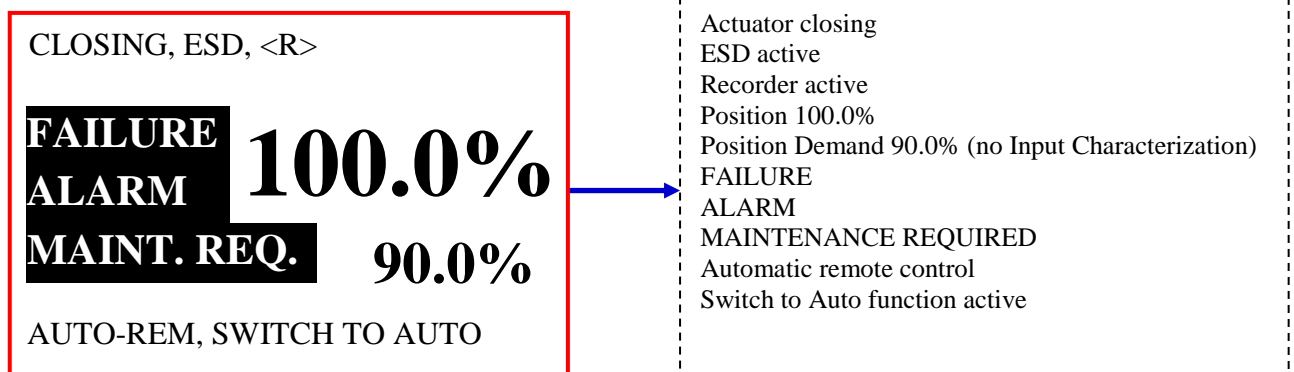 CLOSING, ESD, <R>
FAILURE
ALARM
100.0%
MAINT. REQ.
90.0%
AUTO-REM, SWITCH TO AUTO
Actuator closing
ESD active
Recorder active
Position 100.0%
Position Demand 90.0% (no Input Characterization)
FAILURE
ALARM
MAINTENANCE REQUIRED
Automatic remote control
Switch to Auto function active